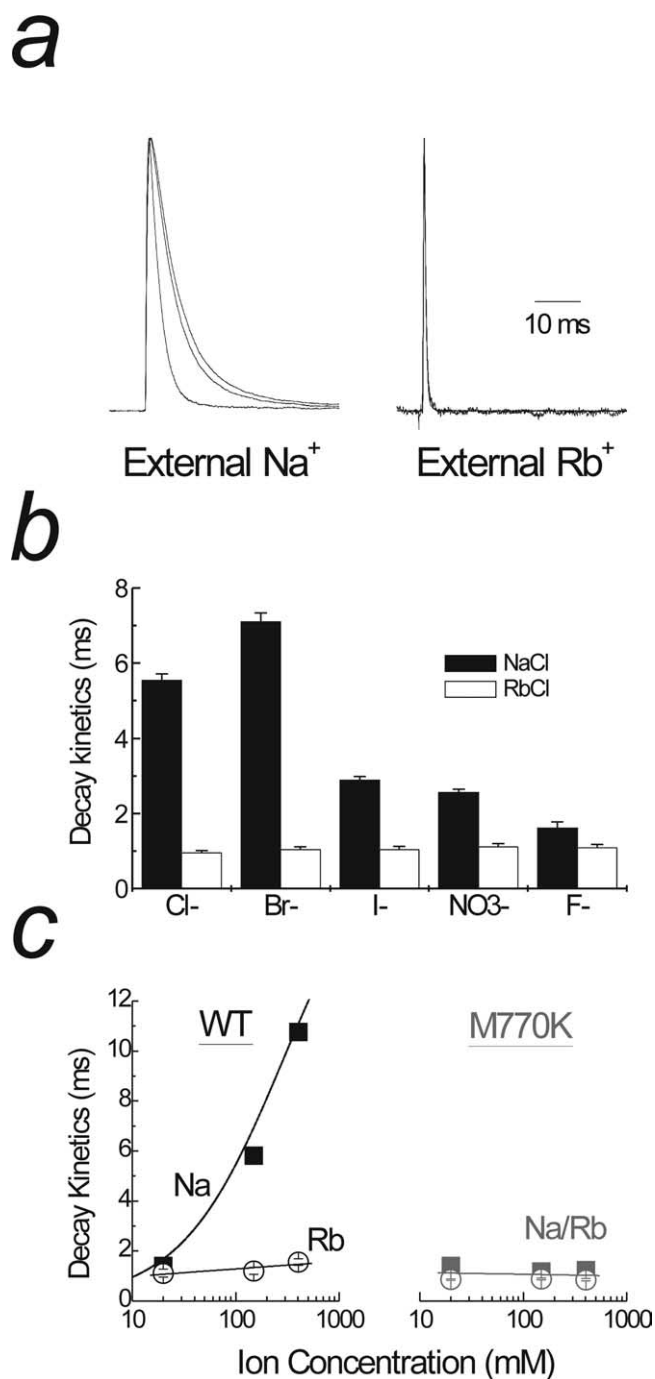 a
10 ms
External Na+ External Rb+
b
Decay kinetics (ms)
8
6
4
2
0
NaCl
RbCl
Cl- Br- I- NO3- F-
c
Decay Kinetics (ms)
12
10
8
6
4
2
0
WT
Na
Rb
M770K
Na/Rb
10 100 1000 10 100 1000
Ion Concentration (mM)